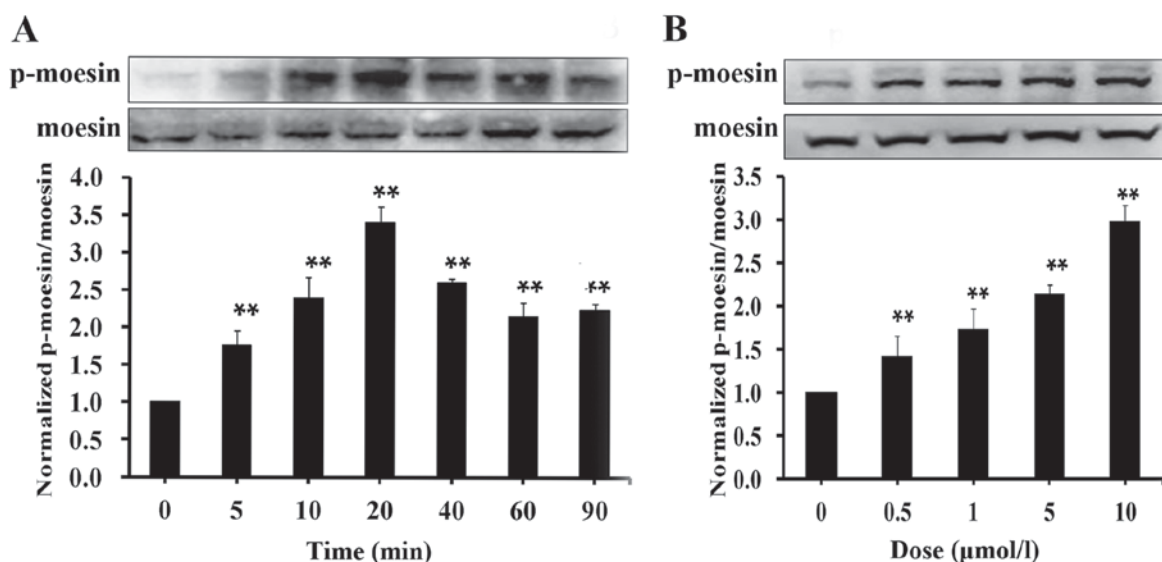 A
p-moesin
moesin
Normalized p-moesin/moesin
4.0
3.5
3.0
2.5
2.0
1.5
1.0
0.5
0.0
**
**
**
**
**
**
0 5 10 20 40 60 90
Time (min)
B
p-moesin
moesin
Normalized p-moesin/moesin
3.5
3.0
2.5
2.0
1.5
1.0
0.5
0.0
**
**
**
**
0 0.5 1 5 10
Dose (μmol/l)